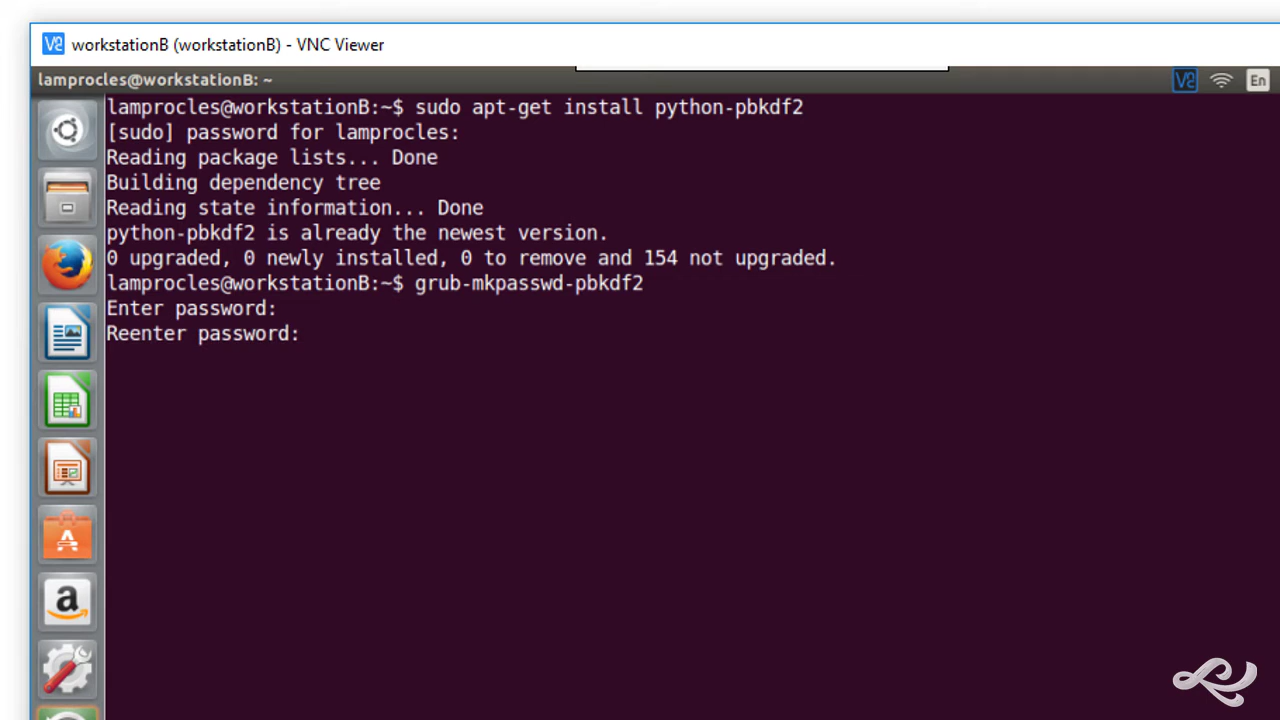 workstationB (workstationB) - VNC Viewer
lamprocles@workstationB: ~
En
lamprocles@workstationB:~$ sudo apt-get install python-pbkdf2
[sudo] password for lamprocles:
Reading package lists... Done
Building dependency tree
Reading state information... Done
python-pbkdf2 is already the newest version.
0 upgraded, 0 newly installed, 0 to remove and 154 not upgraded.
lamprocles@workstationB:~$ grub-mkpasswd-pbkdf2
Enter password:
Reenter password: